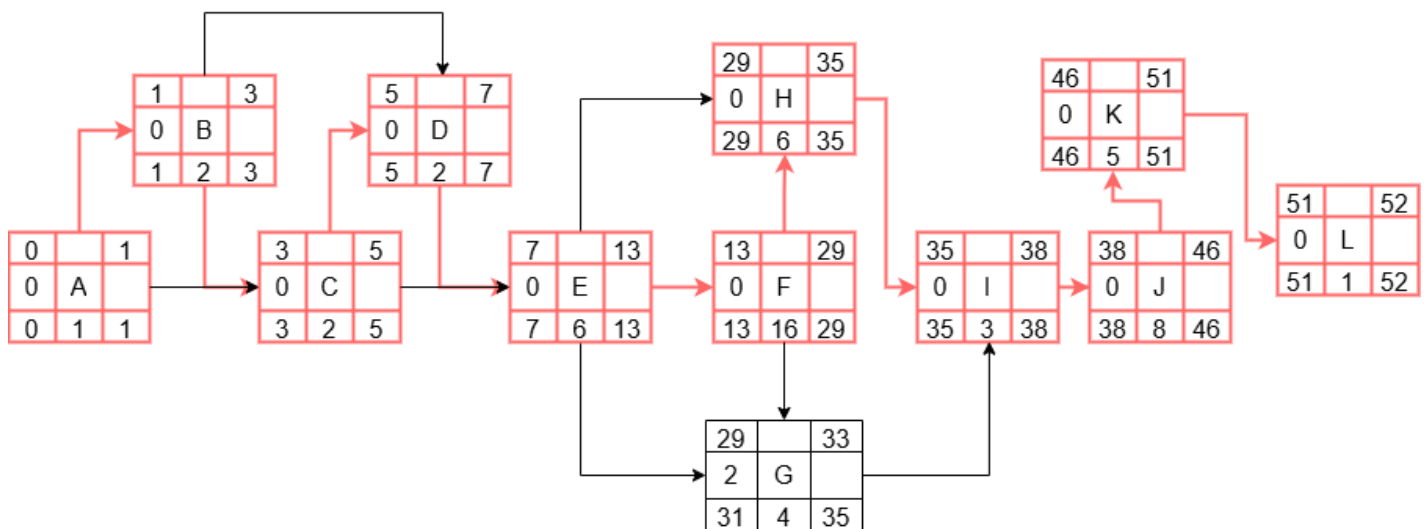 1 3
0 B
1 2 3
5 7
0 D
5 2 7
29 35
0 H
29 6 35
46 51
0 K
46 5 51
51 52
0 L
51 1 52
0 1
0 A
0 1 1
3 5
0 C
3 2 5
7 13
0 E
7 6 13
13 29
0 F
13 16 29
35 38
0 I
35 3 38
38 46
0 J
38 8 46
29 33
2 G
31 4 35